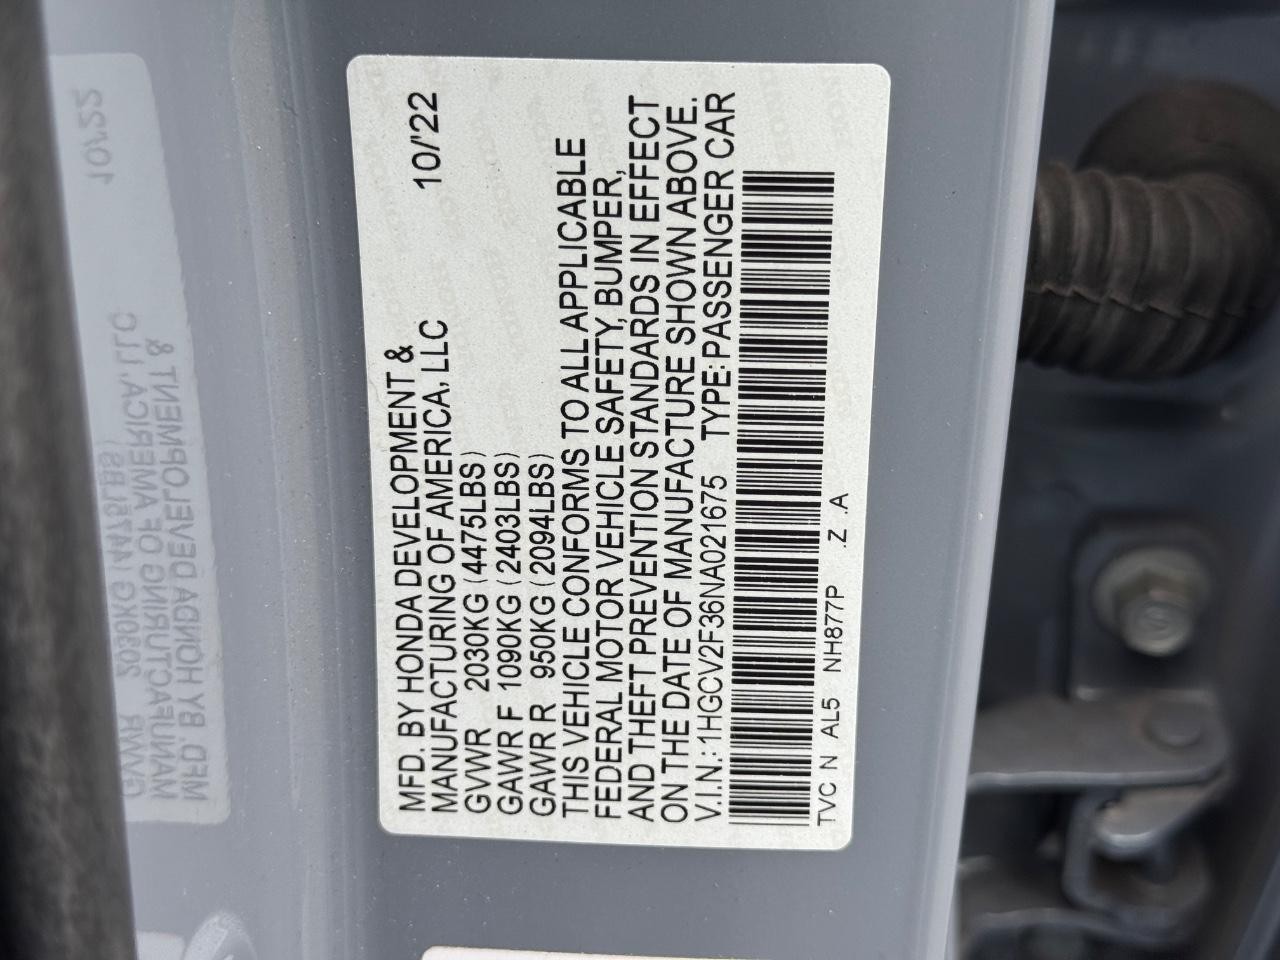 MFD. BY HONDA DEVELOPMENT & 10/'22
MANUFACTURING OF AMERICA, LLC
GVWR 2030KG (4475LBS)
GAWR F 1090KG (2403LBS)
GAWR R 950KG (2094LBS)
THIS VEHICLE CONFORMS TO ALL APPLICABLE
FEDERAL MOTOR VEHICLE SAFETY, BUMPER,
AND THEFT PREVENTION STANDARDS IN EFFECT
ON THE DATE OF MANUFACTURE SHOWN ABOVE.
V.I.N.: 1HGCV2F36NA021675 TYPE: PASSENGER CAR
TVC N AL5 NH877P .Z .A